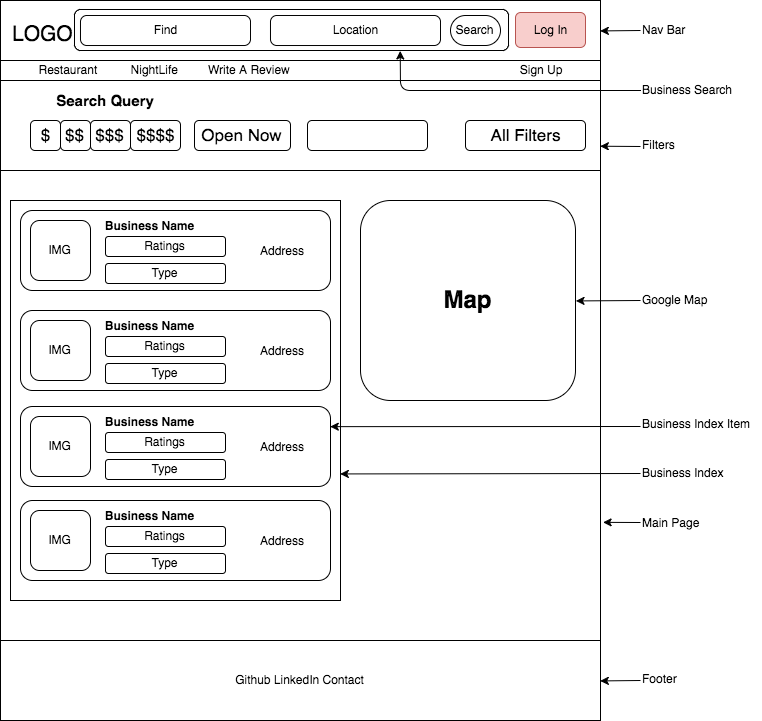 LOGO Find Location Search Log In Nav Bar
Restaurant NightLife Write A Review Sign Up
Business Search
Search Query
$ $$ $$$ $$$$ Open Now All Filters Filters
Business Name
IMG Ratings Address
Type
Map Google Map
Business Name
IMG Ratings Address
Type
Business Name Business Index Item
IMG Ratings Address
Type Business Index
Business Name Main Page
IMG Ratings Address
Type
Github LinkedIn Contact Footer